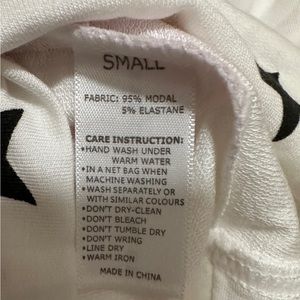 SMALL
FABRIC: 95% MODAL
5% ELASTANE
CARE INSTRUCTION:
•HAND WASH UNDER
WARM WATER
•IN A NET BAG WHEN
MACHINE WASHING
•WASH SEPARATELY OR
WITH SIMILAR COLOURS
•DON'T DRY-CLEAN
•DON'T BLEACH
•DON'T TUMBLE DRY
•DON'T WRING
•LINE DRY
•WARM IRON
MADE IN CHINA